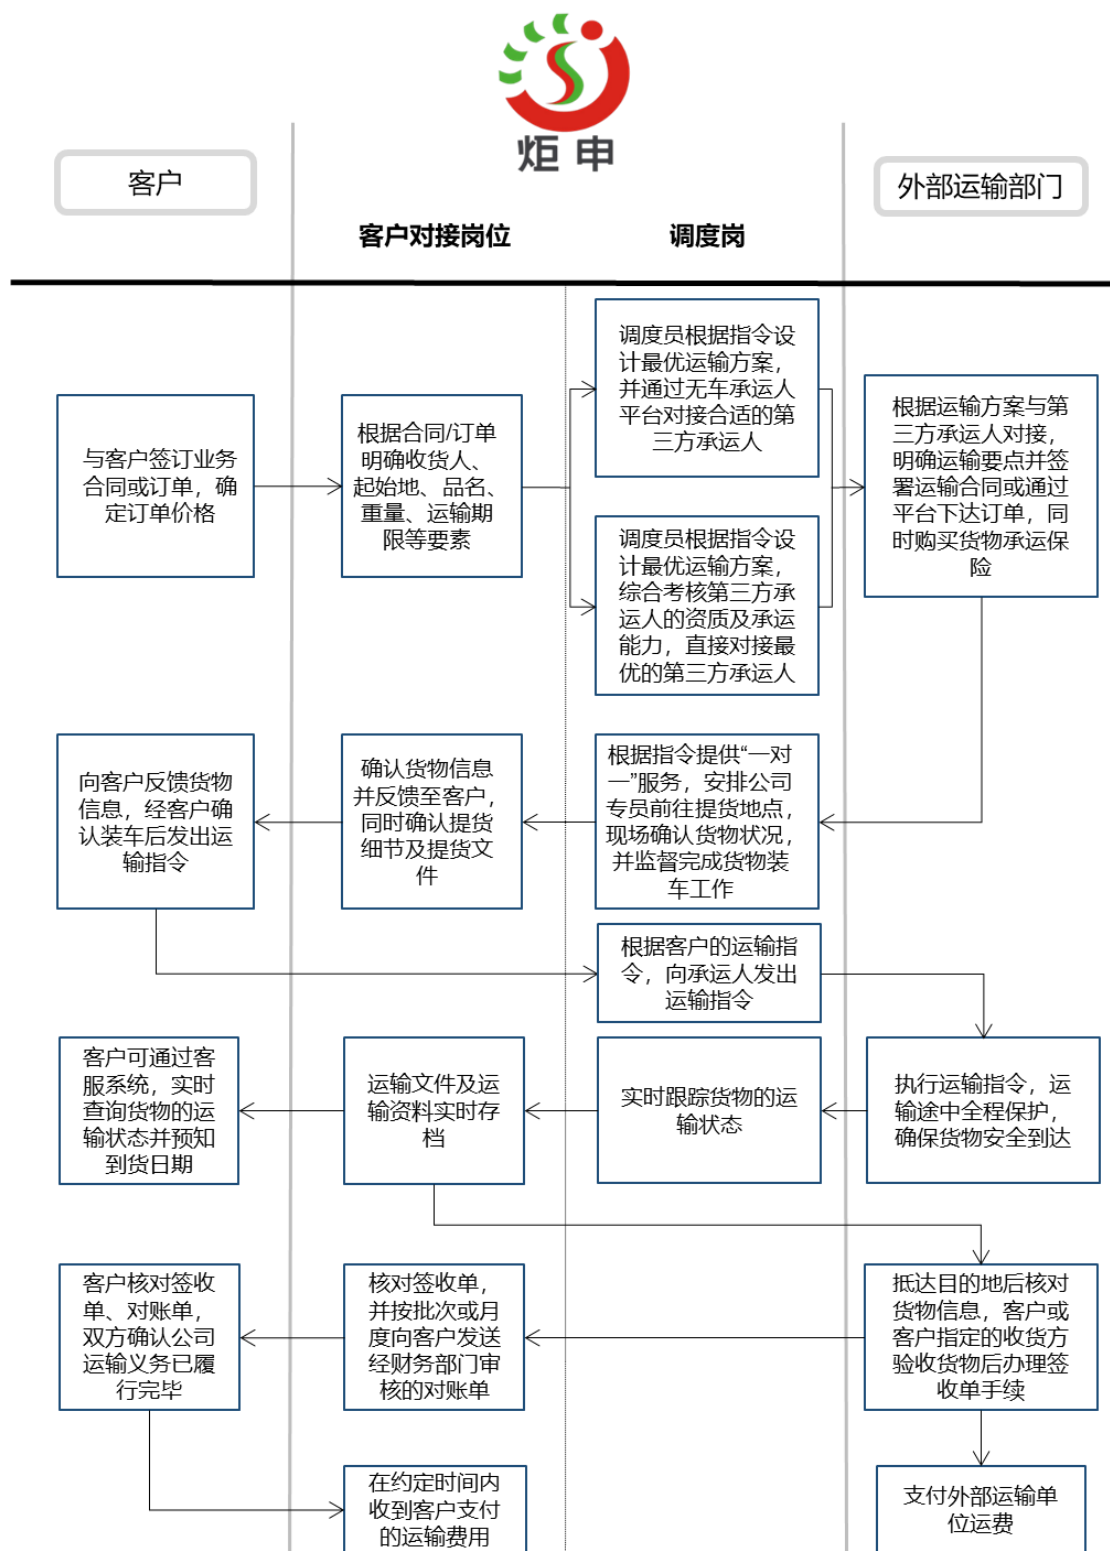 炬申
客户
外部运输部门
客户对接岗位
调度岗
与客户签订业务
合同或订单，确
定订单价格
根据合同/订单
明确收货人、
起始地、品名、
重量、运输期
限等要素
调度员根据指令设
计最优运输方案，
并通过无车承运人
平台对接合适的第
三方承运人
调度员根据指令设
计最优运输方案，
综合考核第三方承
运人的资质及承运
能力，直接对接最
优的第三方承运人
根据运输方案与第
三方承运人对接，
明确运输要点并签
署运输合同或通过
平台下达订单，同
时购买货物承运保
险
根据指令提供“一对
一”服务，安排公司
专员前往提货地点，
现场确认货物状况，
并监督完成货物装
车工作
确认货物信息
并反馈至客户，
同时确认提货
细节及提货文
件
向客户反馈货物
信息，经客户确
认装车后发出运
输指令
根据客户的运输指
令，向承运人发出
运输指令
执行运输指令，运
输途中全程保护，
确保货物安全到达
实时跟踪货物的运
输状态
运输文件及运
输资料实时存
档
客户可通过客
服系统，实时
查询货物的运
输状态并预知
到货日期
抵达目的地后核对
货物信息，客户或
客户指定的收货方
验收货物后办理签
收单手续
核对签收单，
并按批次或月
度向客户发送
经财务部门审
核的对账单
客户核对签收
单、对账单，
双方确认公司
运输义务已履
行完毕
在约定时间内
收到客户支付
的运输费用
支付外部运输单
位运费